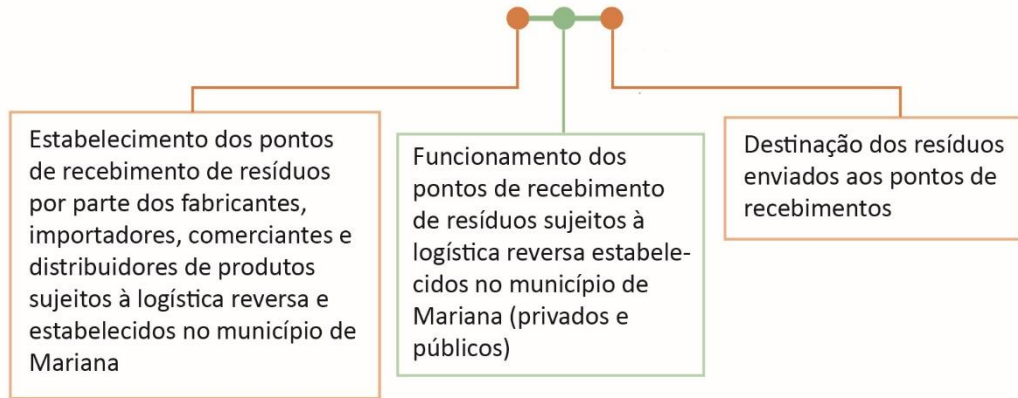 Estabelecimento dos pontos
de recebimento de resíduos
por parte dos fabricantes,
importadores, comerciantes e
distribuidores de produtos
sujeitos à logística reversa e
estabelecidos no município de
Mariana
Funcionamento dos
pontos de recebimento
de resíduos sujeitos à
logística reversa estabele-
cidos no município de
Mariana (privados e
públicos)
Destinação dos resíduos
enviados aos pontos de
recebimentos